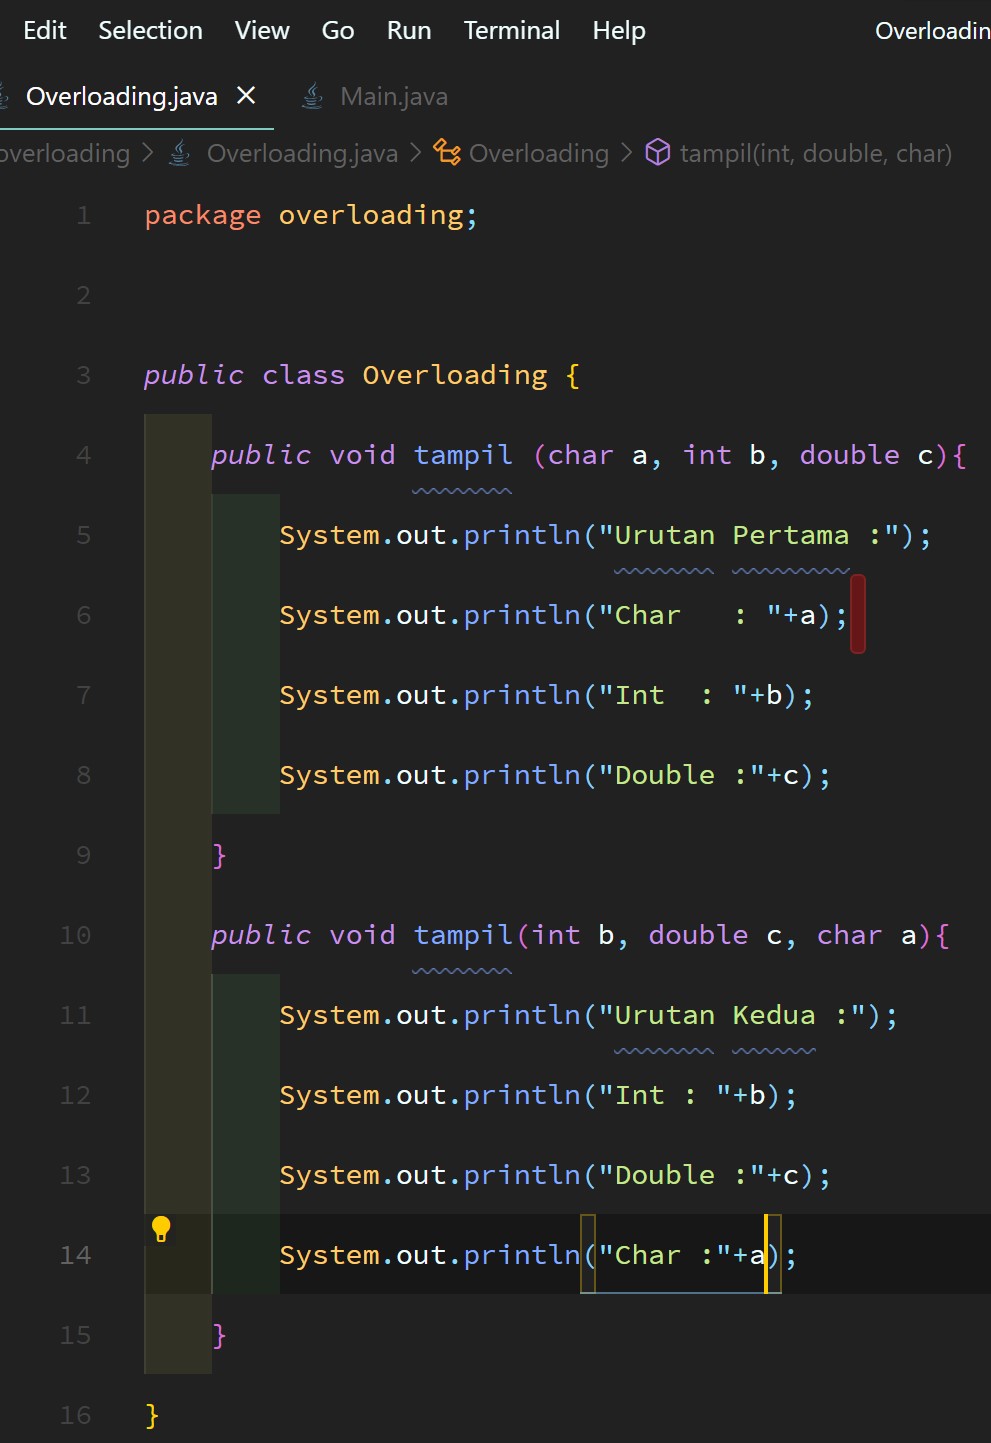 Edit Selection View Go Run Terminal Help Overloadin
Overloading.java Main.java
overloading > Overloading.java > Overloading > tampil(int, double, char)
1 package overloading;
2
3 public class Overloading {
4 public void tampil (char a, int b, double c){
5 System.out.println("Urutan Pertama :");
6 System.out.println("Char   : "+a);
7 System.out.println("Int  : "+b);
8 System.out.println("Double :"+c);
9 }
10 public void tampil(int b, double c, char a){
11 System.out.println("Urutan Kedua :");
12 System.out.println("Int : "+b);
13 System.out.println("Double :"+c);
14 System.out.println("Char :"+a);
15 }
16 }